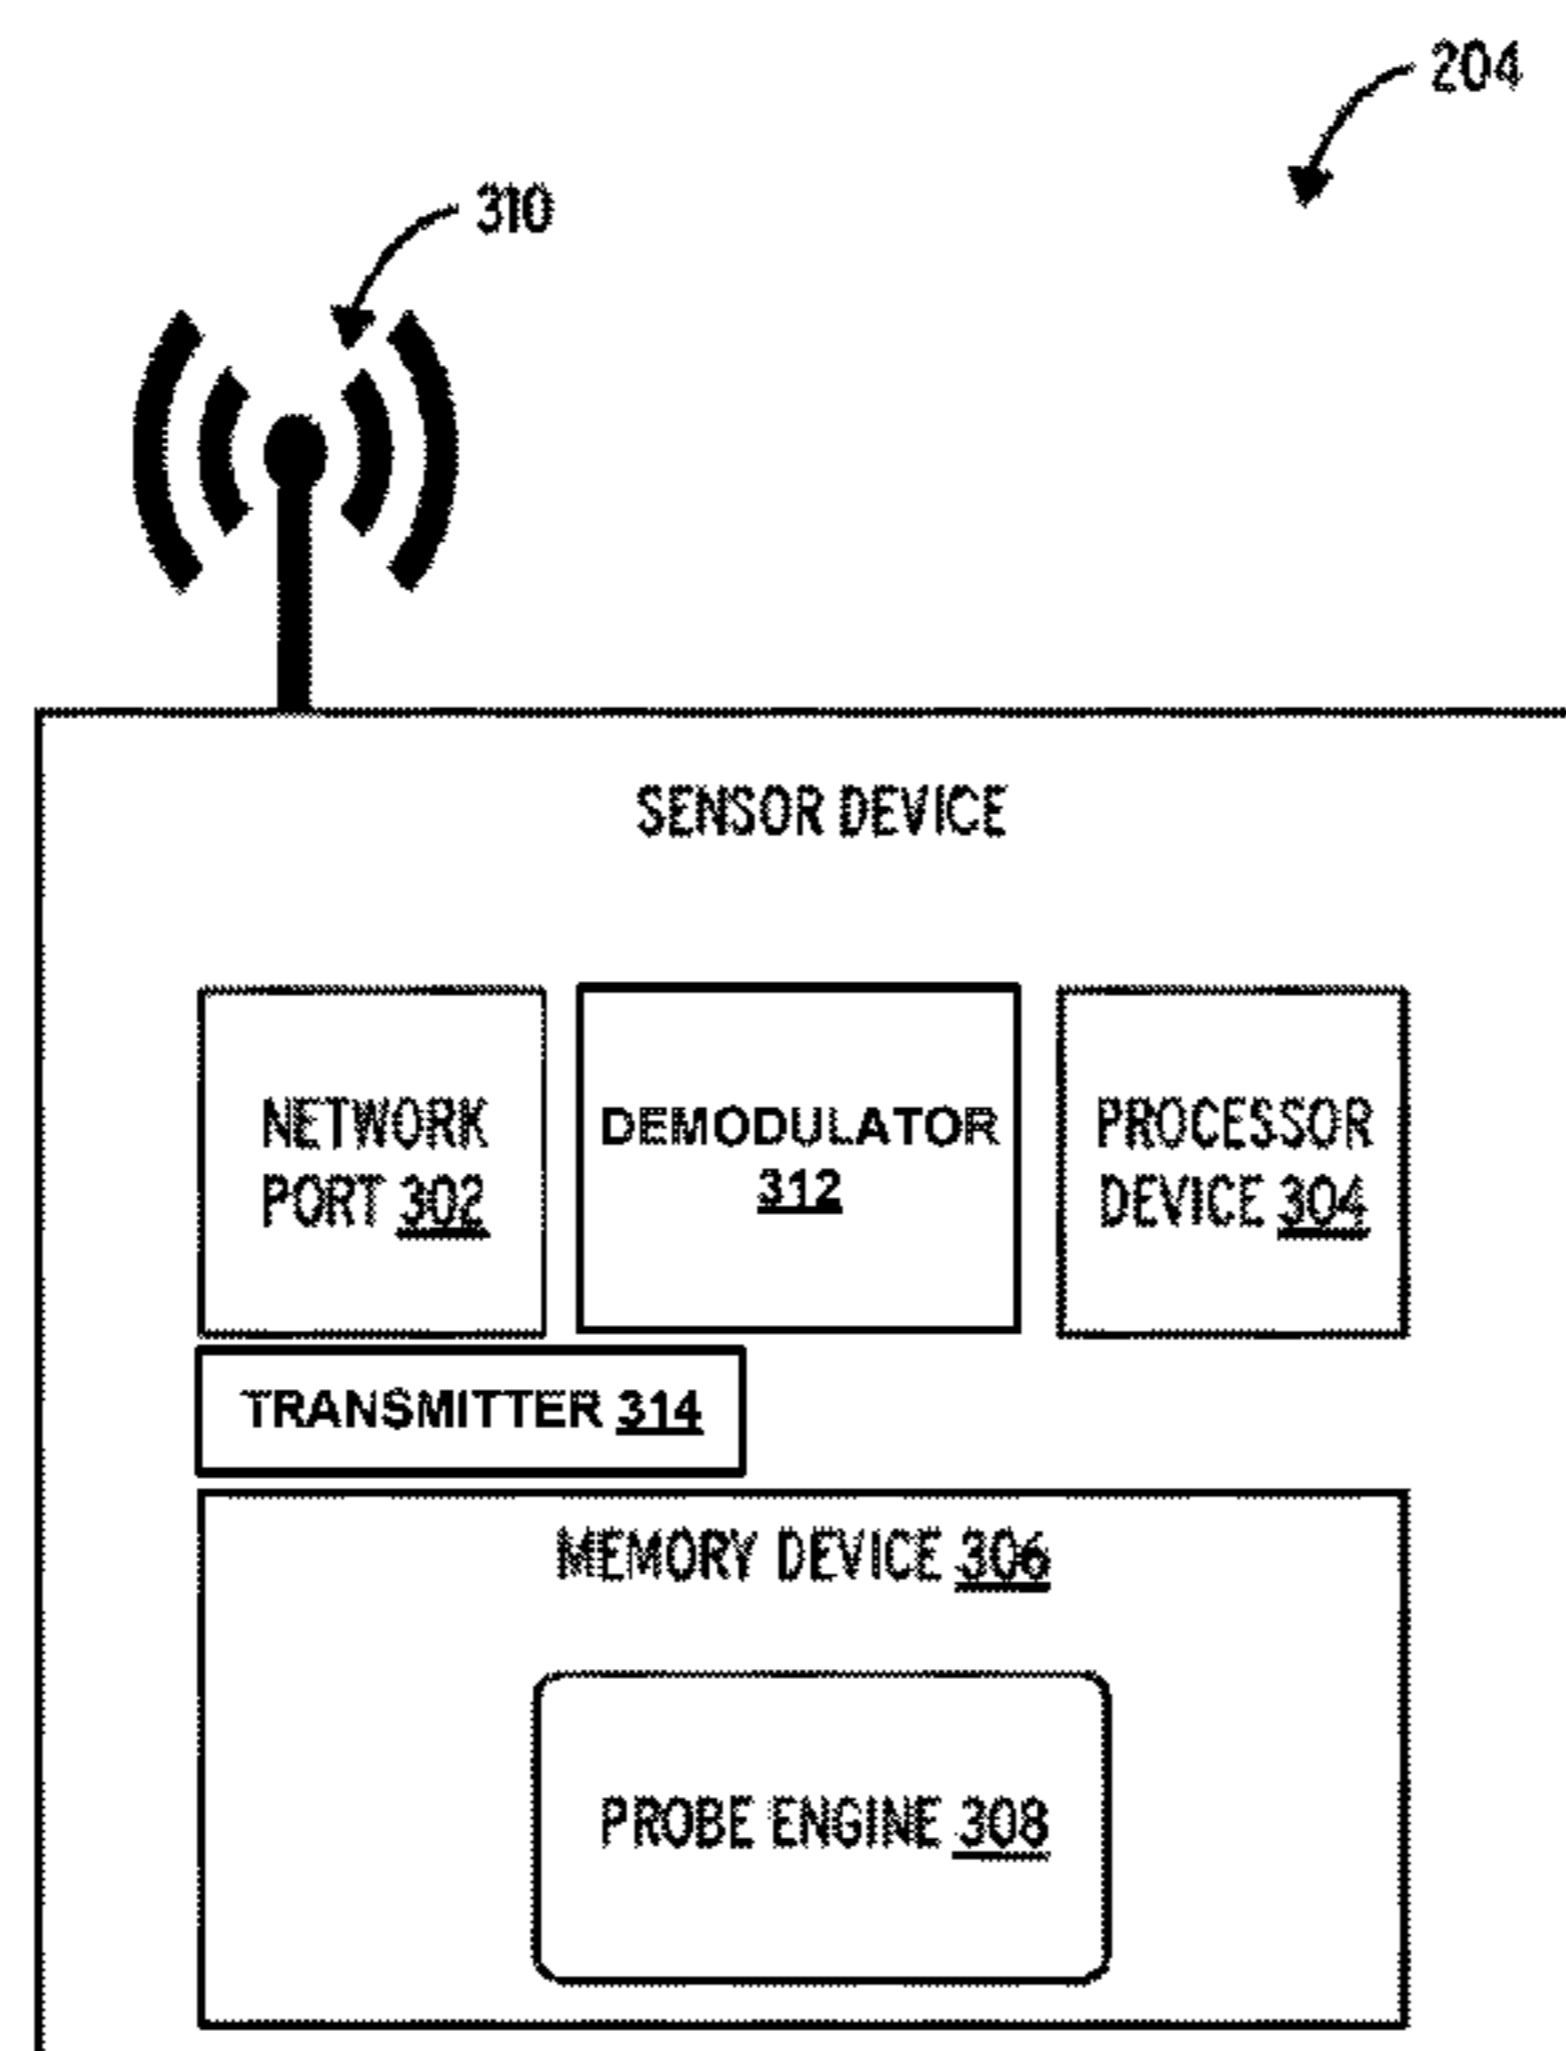 204
310
SENSOR DEVICE
NETWORK
PORT 302
DEMODULATOR
312
PROCESSOR
DEVICE 304
TRANSMITTER 314
MEMORY DEVICE 306
PROBE ENGINE 308